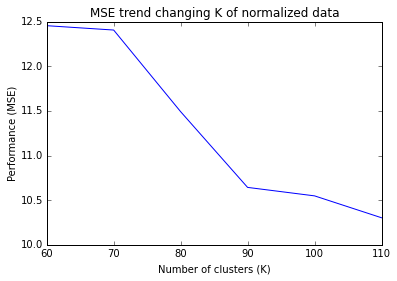 MSE trend changing K of normalized data
12.5
12.0
11.5
11.0
10.5
10.0
Performance (MSE)
60 70 80 90 100 110
Number of clusters (K)